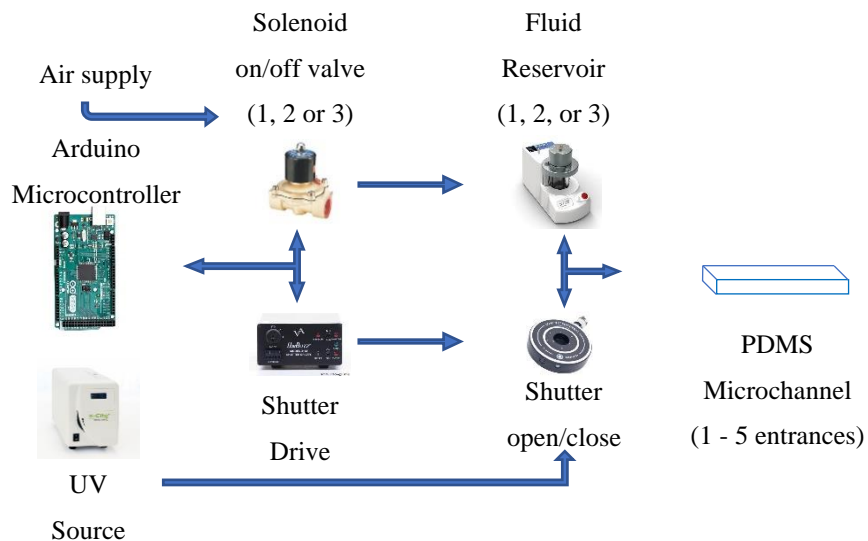 Solenoid
on/off valve
(1, 2 or 3)
Fluid
Reservoir
(1, 2, or 3)
Air supply
Arduino
Microcontroller
Shutter
Drive
Shutter
open/close
PDMS
Microchannel
(1 - 5 entrances)
UV
Source